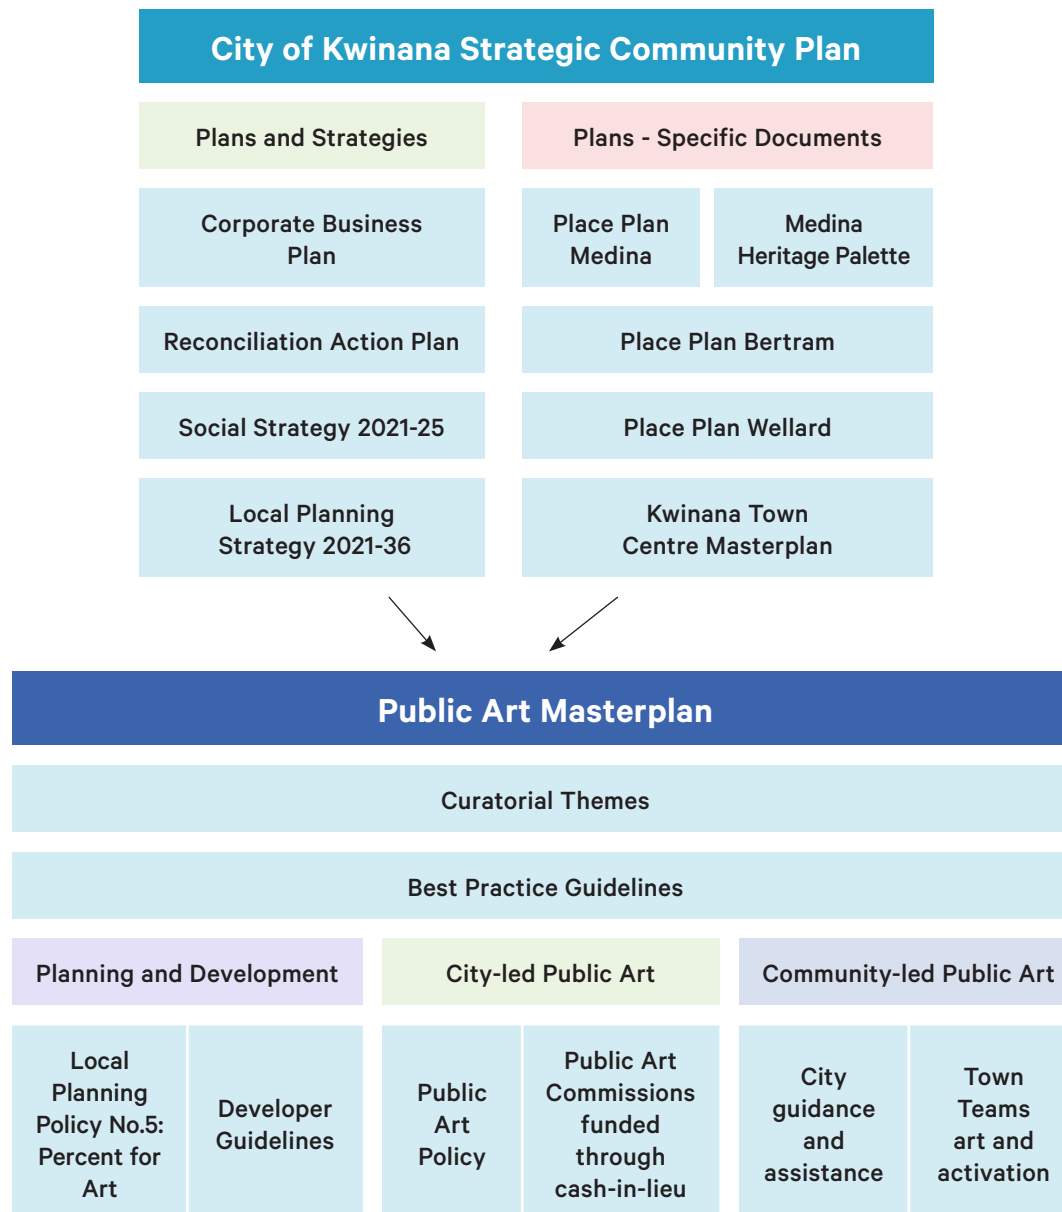 City of Kwinana Strategic Community Plan
Plans and Strategies
Corporate Business
Plan
Reconciliation Action Plan
Social Strategy 2021-25
Local Planning
Strategy 2021-36
Plans - Specific Documents
Place Plan
Medina
Medina
Heritage Palette
Place Plan Bertram
Place Plan Wellard
Kwinana Town
Centre Masterplan
Public Art Masterplan
Curatorial Themes
Best Practice Guidelines
Planning and Development
Local
Planning
Policy No.5:
Percent for
Art
Developer
Guidelines
City-led Public Art
Public
Art
Policy
Public Art
Commissions
funded
through
cash-in-lieu
Community-led Public Art
City
guidance
and
assistance
Town
Teams
art and
activation